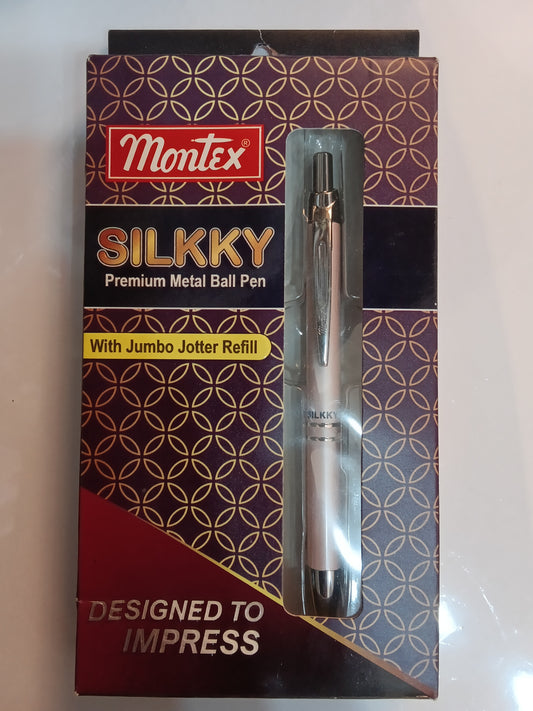 Montex®
SILKKY
Premium Metal Ball Pen
With Jumbo Jotter Refill
SILKKY
DESIGNED TO
IMPRESS